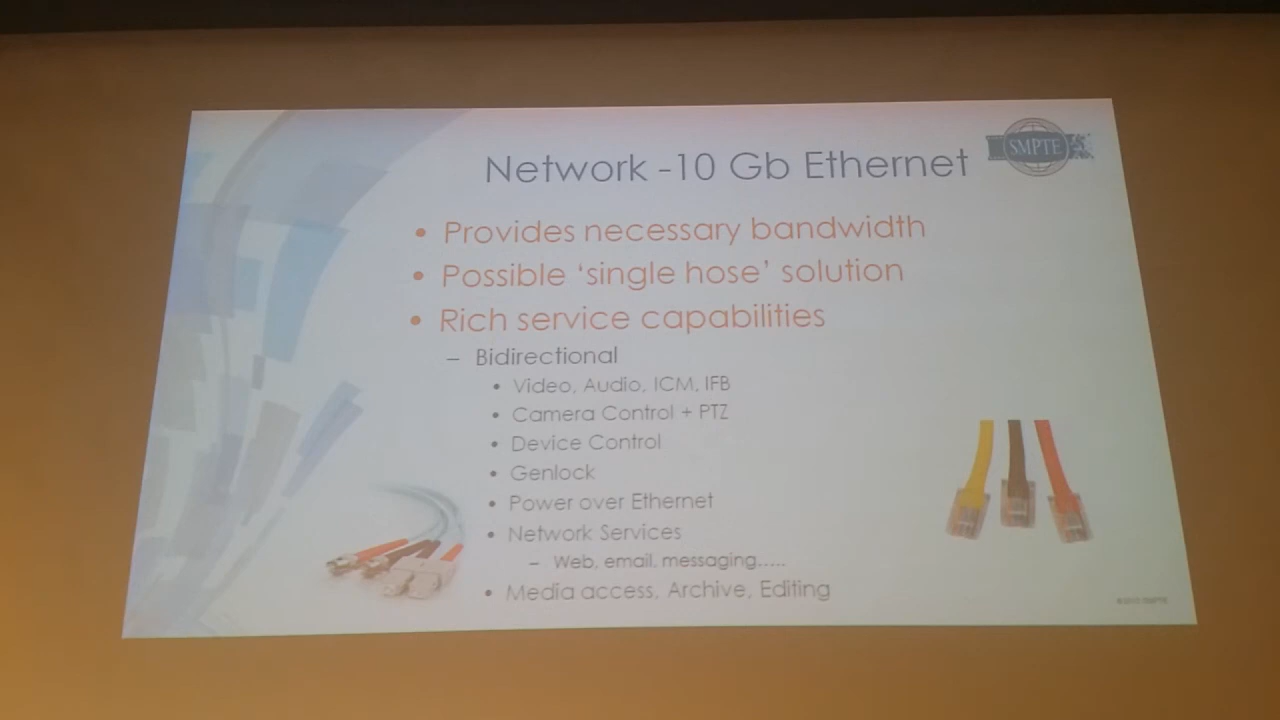 SMPTE
Network -10 Gb Ethernet
• Provides necessary bandwidth
• Possible ‘single hose’ solution
• Rich service capabilities
– Bidirectional
• Video, Audio, ICM, IFB
• Camera Control + PTZ
• Device Control
• Genlock
• Power over Ethernet
• Network Services
– Web, email, messaging.....
• Media access, Archive, Editing